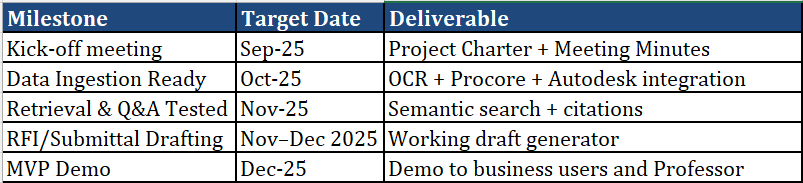 Milestone Target Date Deliverable
Kick-off meeting Sep-25 Project Charter + Meeting Minutes
Data Ingestion Ready Oct-25 OCR + Procore + Autodesk integration
Retrieval & Q&A Tested Nov-25 Semantic search + citations
RFI/Submittal Drafting Nov–Dec 2025 Working draft generator
MVP Demo Dec-25 Demo to business users and Professor